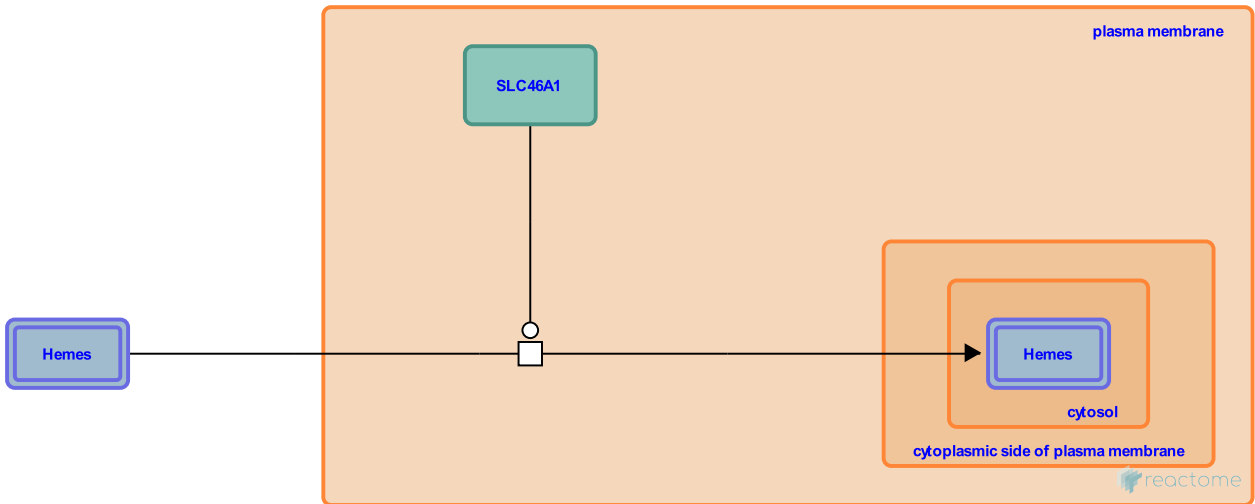 plasma membrane
SLC46A1
Hemes
Hemes
cytosol
cytoplasmic side of plasma membrane
reactome